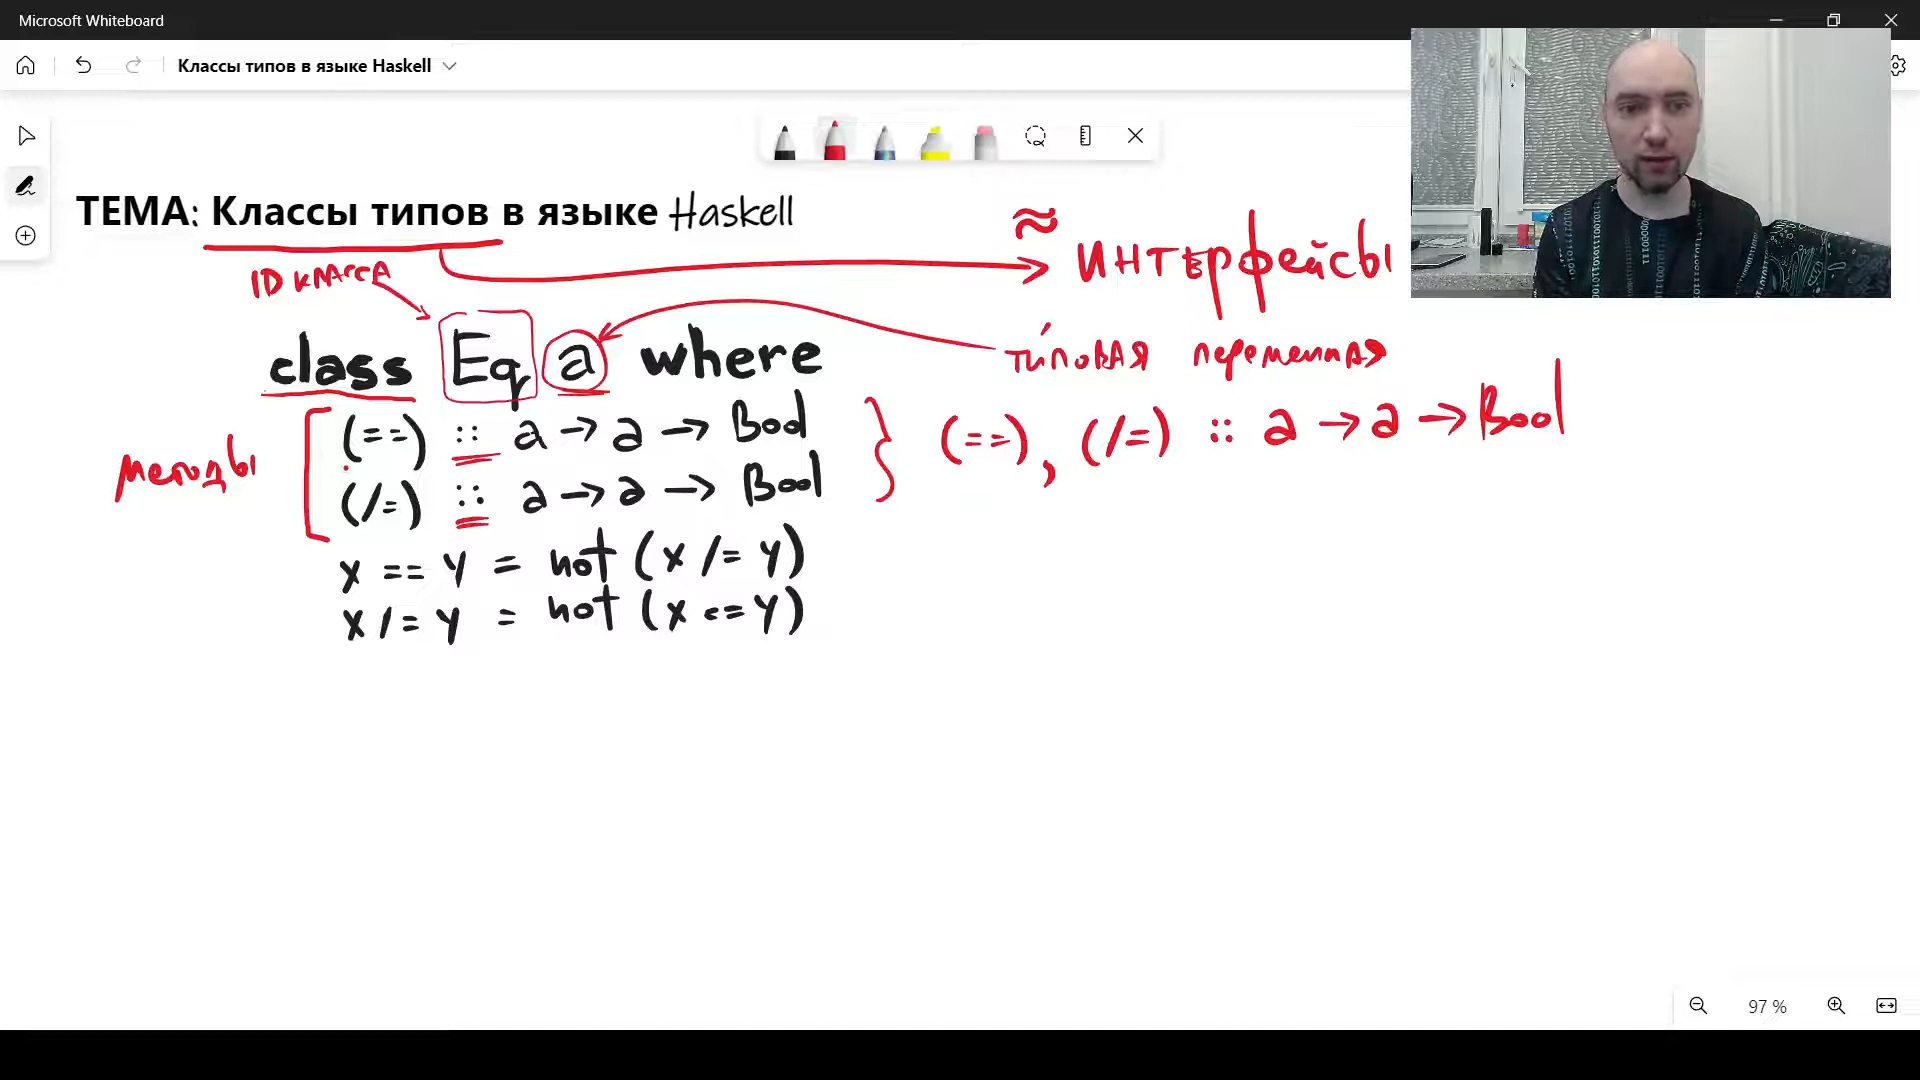 Microsoft Whiteboard
Классы типов в языке Haskell
ТЕМА: Классы типов в языке Haskell
≈
ID класса
Интерфейсы
class Eq a where
типовая переменная
Методы
(==) :: a → a → Bool
(/=) :: a → a → Bool
(==), (/=) :: a → a → Bool
x == y = not (x /= y)
x /= y = not (x == y)
97 %